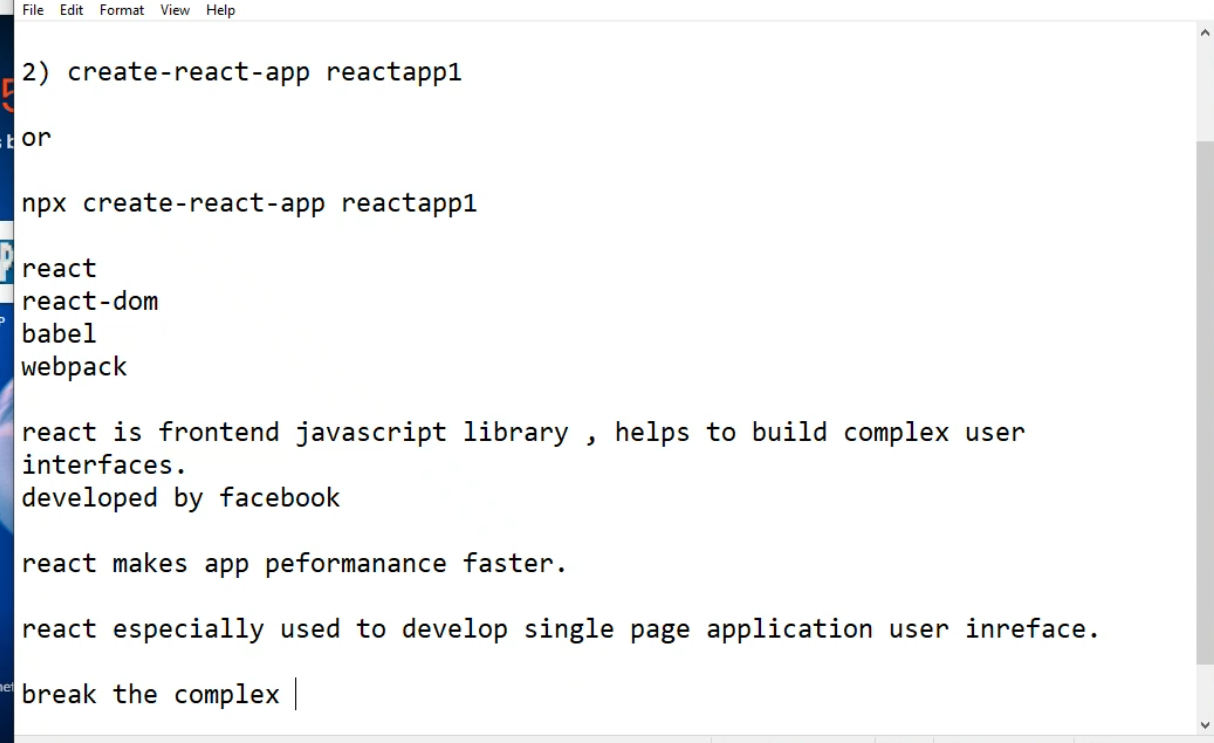 File Edit Format View Help
2) create-react-app reactapp1
or
npx create-react-app reactapp1
react
react-dom
babel
webpack
react is frontend javascript library , helps to build complex user
interfaces.
developed by facebook
react makes app peformanance faster.
react especially used to develop single page application user inreface.
break the complex